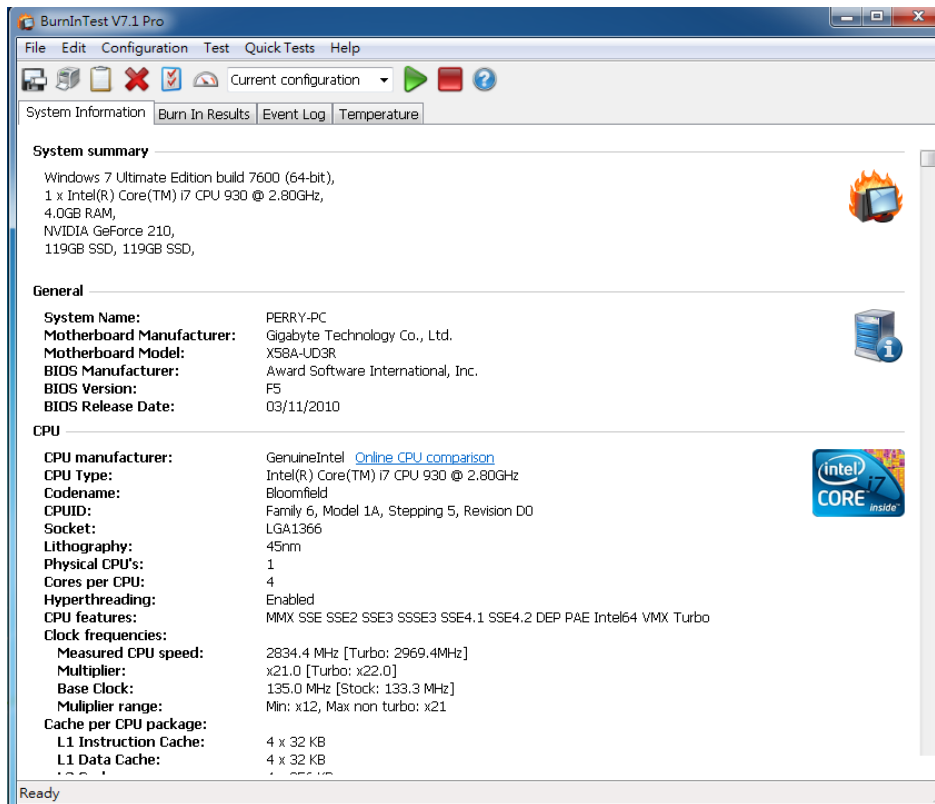 BurnInTest V7.1 Pro
File Edit Configuration Test Quick Tests Help
Current configuration
System Information Burn In Results Event Log Temperature
System summary
Windows 7 Ultimate Edition build 7600 (64-bit),
1 x Intel(R) Core(TM) i7 CPU 930 @ 2.80GHz,
4.0GB RAM,
NVIDIA GeForce 210,
119GB SSD, 119GB SSD,
General
System Name: PERRY-PC
Motherboard Manufacturer: Gigabyte Technology Co., Ltd.
Motherboard Model: X58A-UD3R
BIOS Manufacturer: Award Software International, Inc.
BIOS Version: F5
BIOS Release Date: 03/11/2010
CPU
CPU manufacturer: GenuineIntel Online CPU comparison
CPU Type: Intel(R) Core(TM) i7 CPU 930 @ 2.80GHz
Codename: Bloomfield
CPUID: Family 6, Model 1A, Stepping 5, Revision D0
Socket: LGA1366
Lithography: 45nm
Physical CPU's: 1
Cores per CPU: 4
Hyperthreading: Enabled
CPU features: MMX SSE SSE2 SSE3 SSSE3 SSE4.1 SSE4.2 DEP PAE Intel64 VMX Turbo
Clock frequencies:
Measured CPU speed: 2834.4 MHz [Turbo: 2969.4MHz]
Multiplier: x21.0 [Turbo: x22.0]
Base Clock: 135.0 MHz [Stock: 133.3 MHz]
Muliplier range: Min: x12, Max non turbo: x21
Cache per CPU package:
L1 Instruction Cache: 4 x 32 KB
L1 Data Cache: 4 x 32 KB
(intel) i7
CORE inside™
Ready